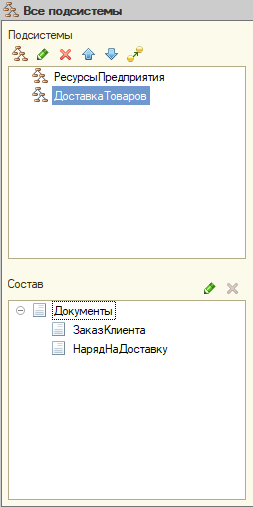 Все подсистемы
Подсистемы
РесурсыПредприятия
ДоставкаТоваров
Состав
Документы
ЗаказКлиента
НарядНаДоставку